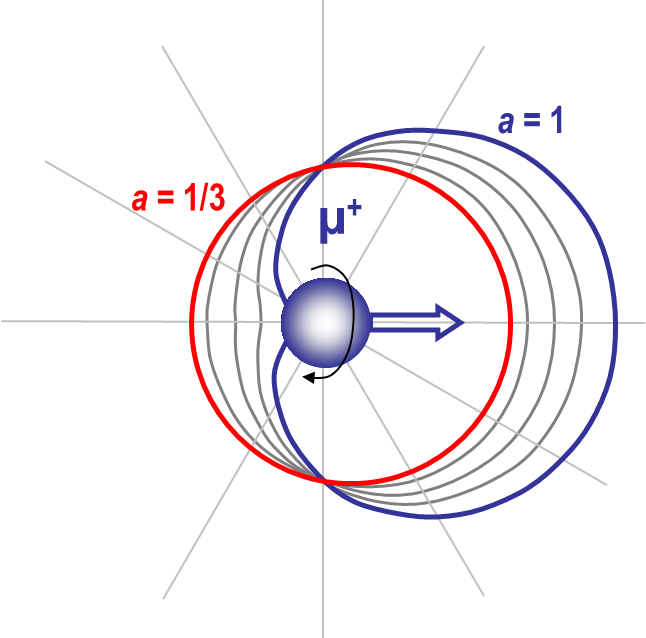 a = 1
a = 1/3
μ+